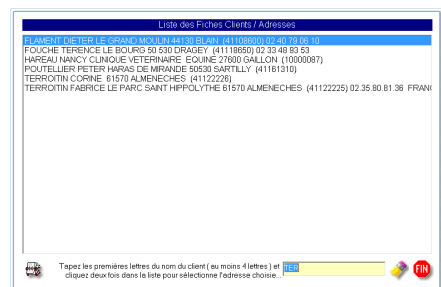 Liste des Fiches Clients / Adresses
FLAMENT DIETER LE GRAND MOULIN 44130 BLAIN (41108600) 02 40 79 06 10
FOUCHE TERENCE LE BOURG 50 530 DRAGEY (41118650) 02 33 48 83 53
HAREAU NANCY CLINIQUE VETERINAIRE EQUINE 27600 GAILLON (10000087)
POUTELLIER PETER HARAS DE MIRANDE 50530 SARTILLY (41161310)
TERROITIN CORINE 61570 ALMENECHES (41122226)
TERROITIN FABRICE LE PARC SAINT HIPPOLYTHE 61570 ALMENECHES (41122225) 02.35.80.81.36 FRAN
Tapez les premières lettres du nom du client ( au moins 4 lettres ) et
cliquez deux fois dans la liste pour sélectionne l'adresse choisie...
TER
FIN